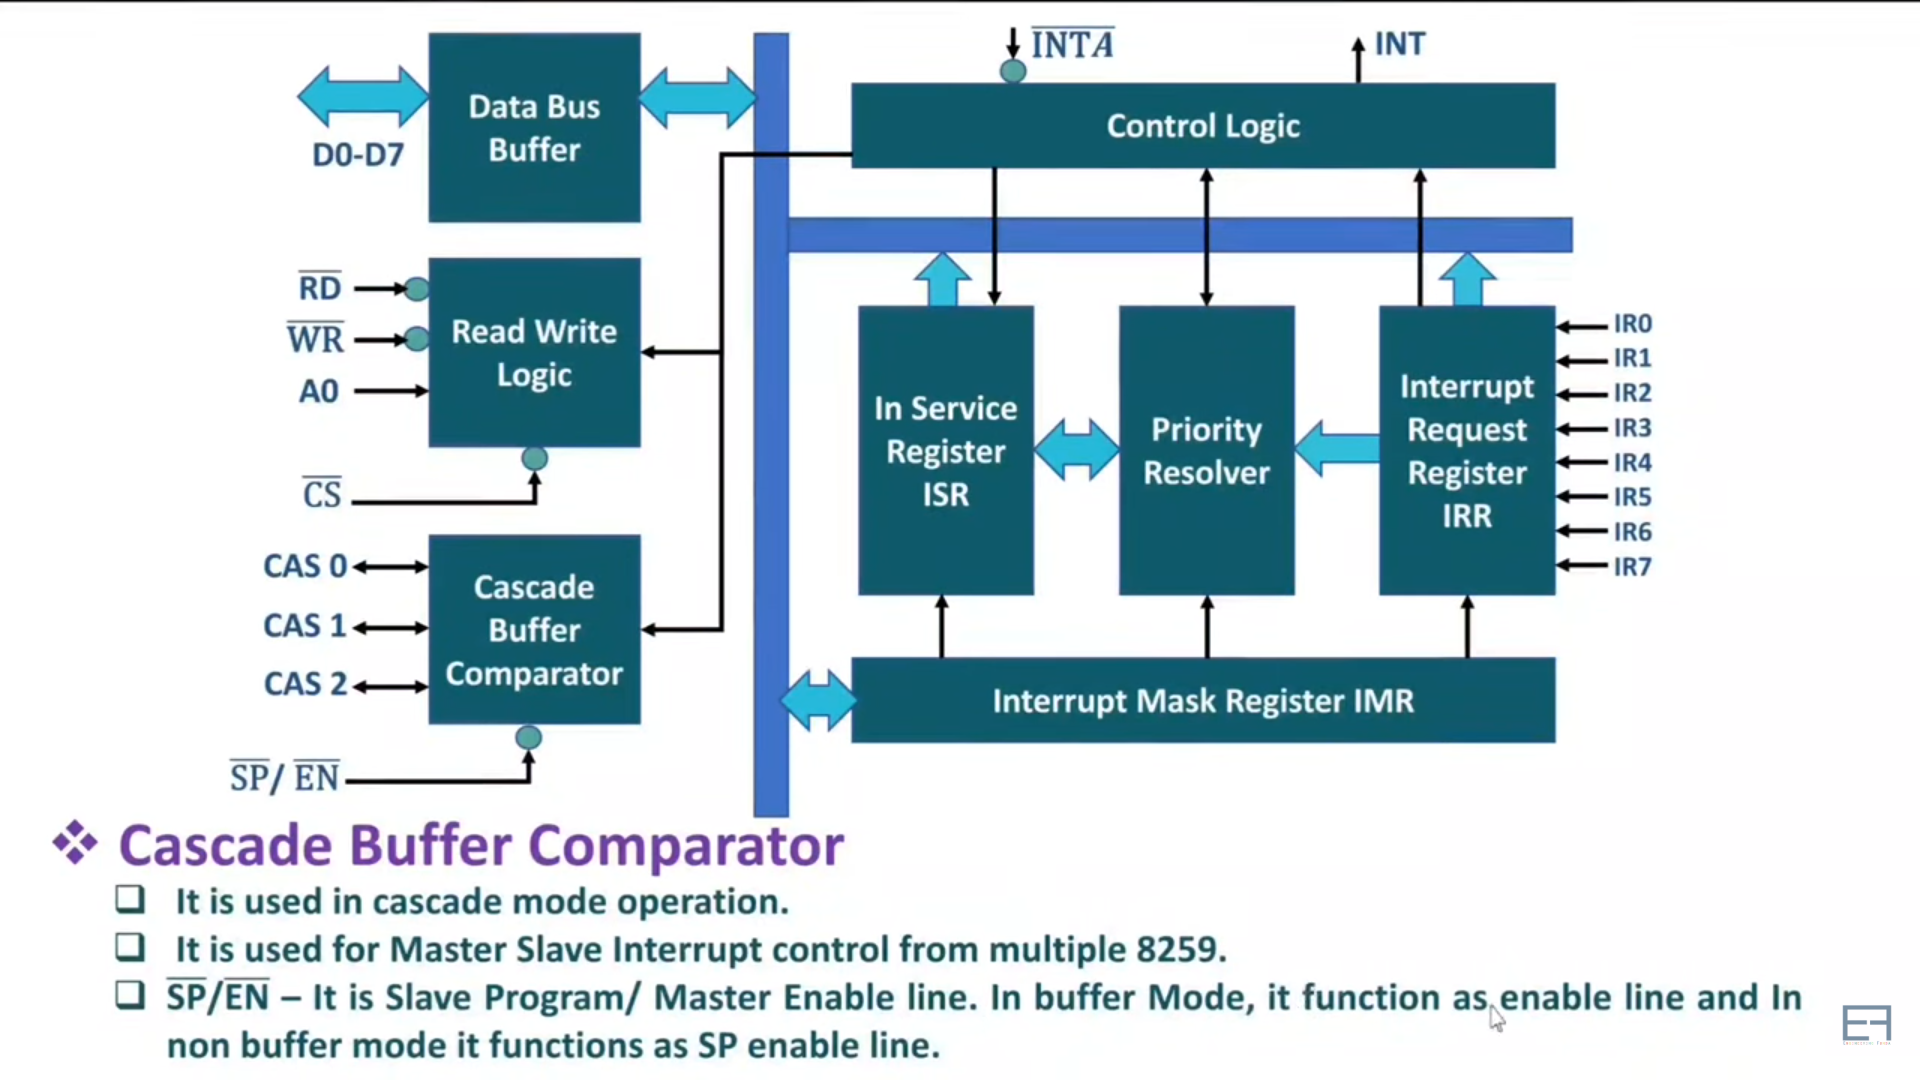 INTA
INT
Data Bus
Buffer
D0-D7
Control Logic
RD
WR
A0
Read Write
Logic
CS
In Service
Register
ISR
Priority
Resolver
Interrupt
Request
Register
IRR
IR0
IR1
IR2
IR3
IR4
IR5
IR6
IR7
CAS 0
CAS 1
CAS 2
Cascade
Buffer
Comparator
SP/ EN
Interrupt Mask Register IMR
Cascade Buffer Comparator
It is used in cascade mode operation.
It is used for Master Slave Interrupt control from multiple 8259.
SP/EN – It is Slave Program/ Master Enable line. In buffer Mode, it function as enable line and In
non buffer mode it functions as SP enable line.